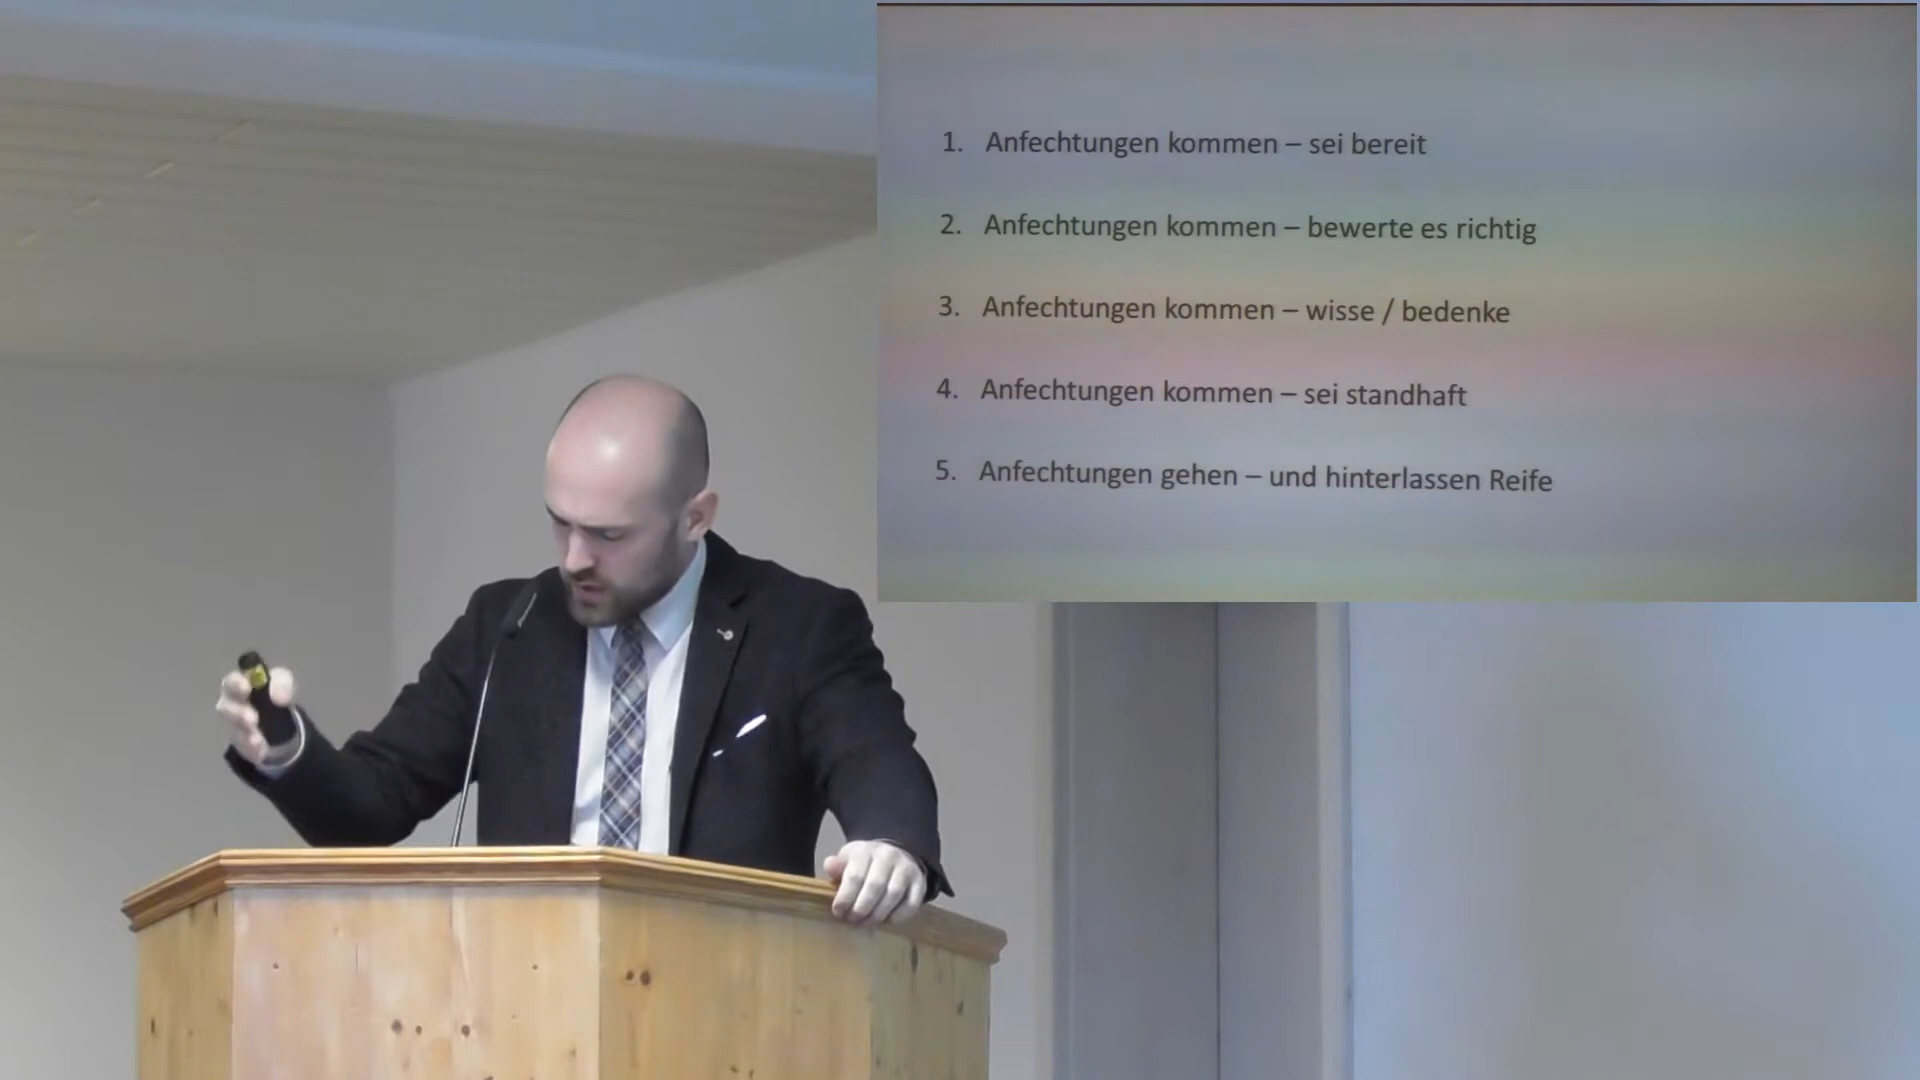 1. Anfechtungen kommen – sei bereit
2. Anfechtungen kommen – bewerte es richtig
3. Anfechtungen kommen – wisse / bedenke
4. Anfechtungen kommen – sei standhaft
5. Anfechtungen gehen – und hinterlassen Reife